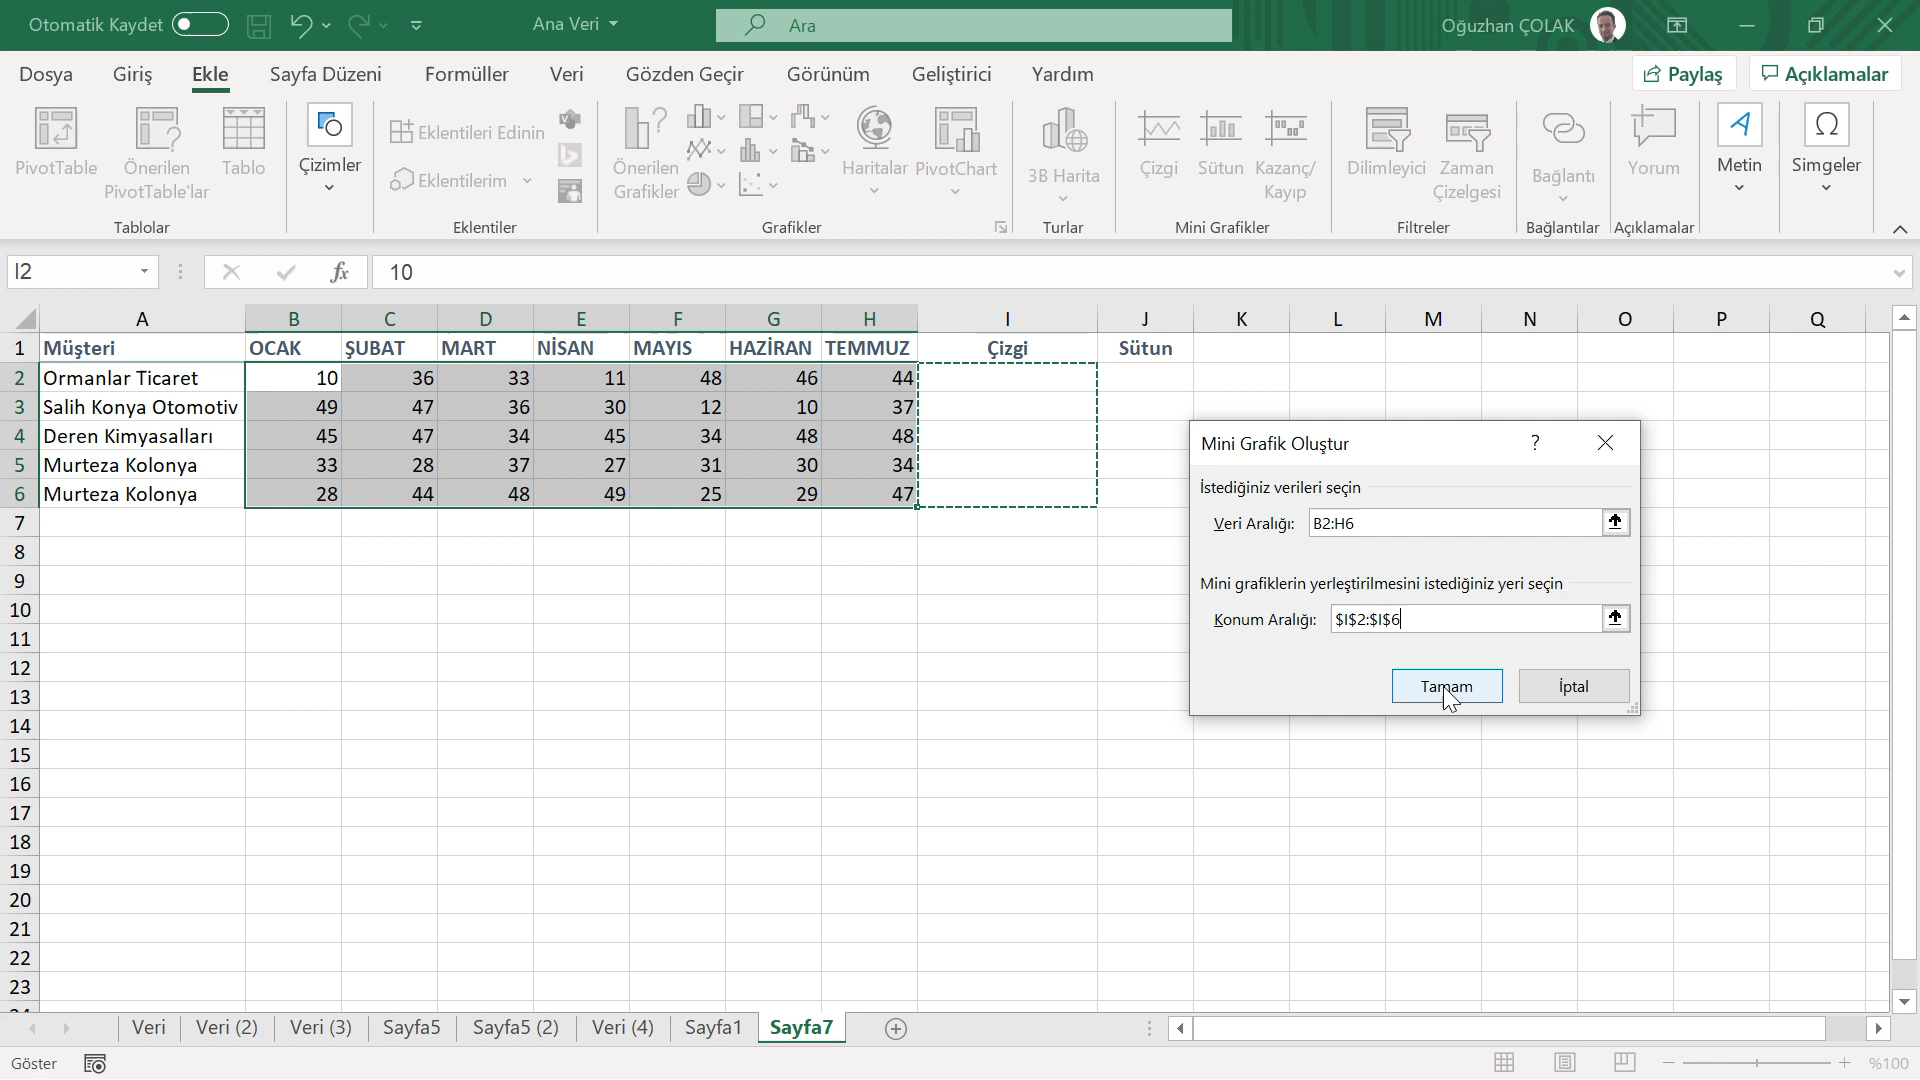 Otomatik Kaydet
Ana Veri
Ara
Oğuzhan ÇOLAK
Dosya
Giriş
Ekle
Sayfa Düzeni
Formüller
Veri
Gözden Geçir
Görünüm
Geliştirici
Yardım
Paylaş
Açıklamalar
PivotTable
Önerilen
PivotTable'lar
Tablo
Tablolar
Çizimler
Eklentileri Edinin
Eklentilerim
Eklentiler
Önerilen
Grafikler
Haritalar
PivotChart
Grafikler
3B Harita
Turlar
Çizgi
Sütun
Kazanç/
Kayıp
Mini Grafikler
Dilimleyici
Zaman
Çizelgesi
Filtreler
Bağlantı
Bağlantılar
Yorum
Açıklamalar
A
Metin
Ω
Simgeler
I2
fx
10
A B C D E F G H I J K L M N O P Q
1 Müşteri OCAK ŞUBAT MART NİSAN MAYIS HAZİRAN TEMMUZ Çizgi Sütun
2 Ormanlar Ticaret 10 36 33 11 48 46 44
3 Salih Konya Otomotiv 49 47 36 30 12 10 37
4 Deren Kimyasalları 45 47 34 45 34 48 48
5 Murteza Kolonya 33 28 37 27 31 30 34
6 Murteza Kolonya 28 44 48 49 25 29 47
7
8
9
10
11
12
13
14
15
16
17
18
19
20
21
22
23
Mini Grafik Oluştur ?
İstediğiniz verileri seçin
Veri Aralığı: B2:H6
Mini grafiklerin yerleştirilmesini istediğiniz yeri seçin
Konum Aralığı: $I$2:$I$6
Tamam
İptal
Veri
Veri (2)
Veri (3)
Sayfa5
Sayfa5 (2)
Veri (4)
Sayfa1
Sayfa7
Göster
%100